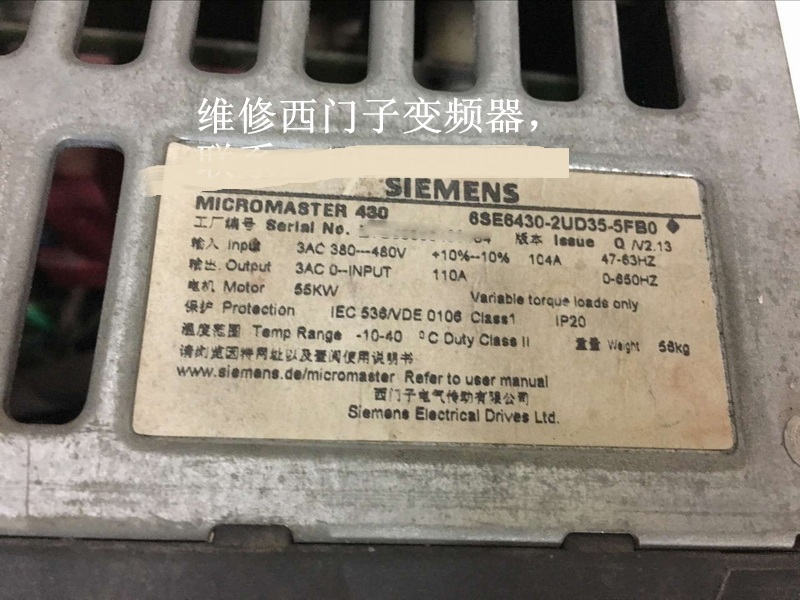 维修西门子变频器，
SIEMENS
MICROMASTER 430 6SE6430-2UD35-5FB0
工厂编号 Serial No. 版本 Issue Q /V2.13
输入 Input 3AC 380---480V +10%--10% 104A 47-63HZ
输出 Output 3AC 0--INPUT 110A 0-650HZ
电机 Motor 55KW Variable torque loads only
保护 Protection IEC 536/VDE 0106 Class1 IP20
温度范围 Temp Range -10-40 ºC Duty Class II 重量 Weight 56kg
请浏览因特网址以及查阅使用说明书
www.siemens.de/micromaster Refer to user manual
西门子电气传动有限公司
Siemens Electrical Drives Ltd.